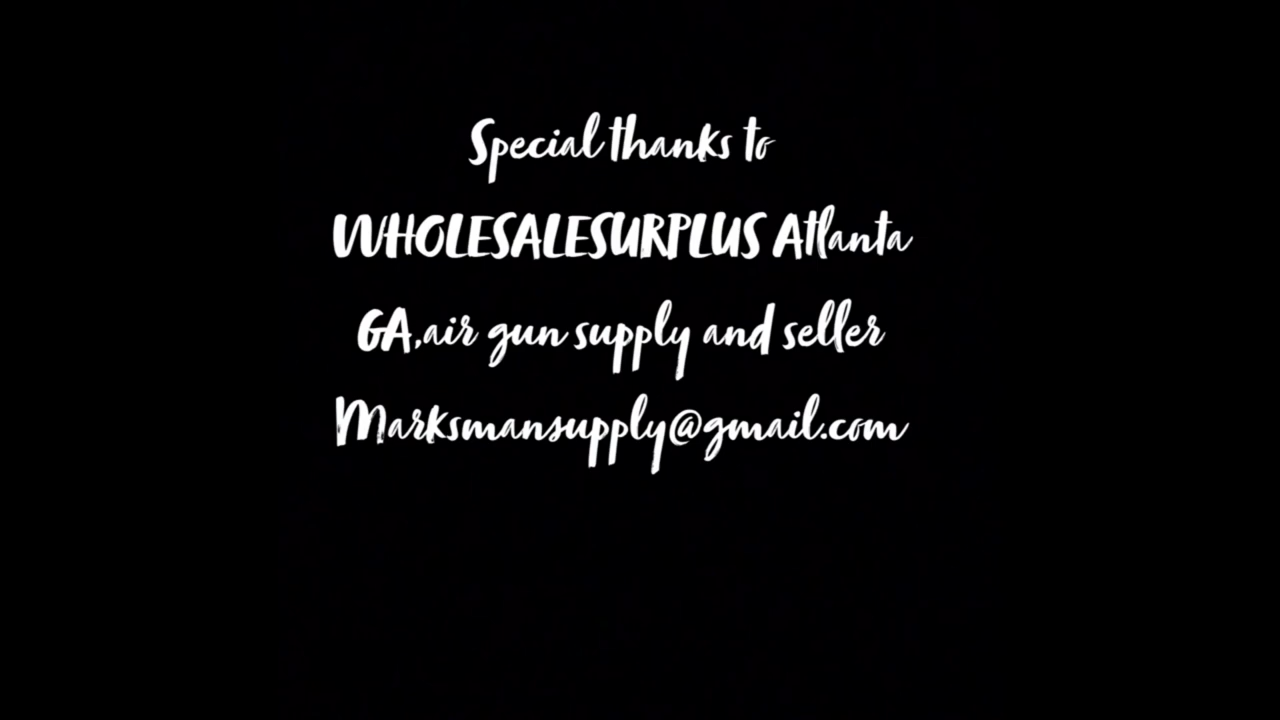 Special thanks to
WHOLESALESURPLUS Atlanta
GA,air gun supply and seller
Marksmansupply@gmail.com